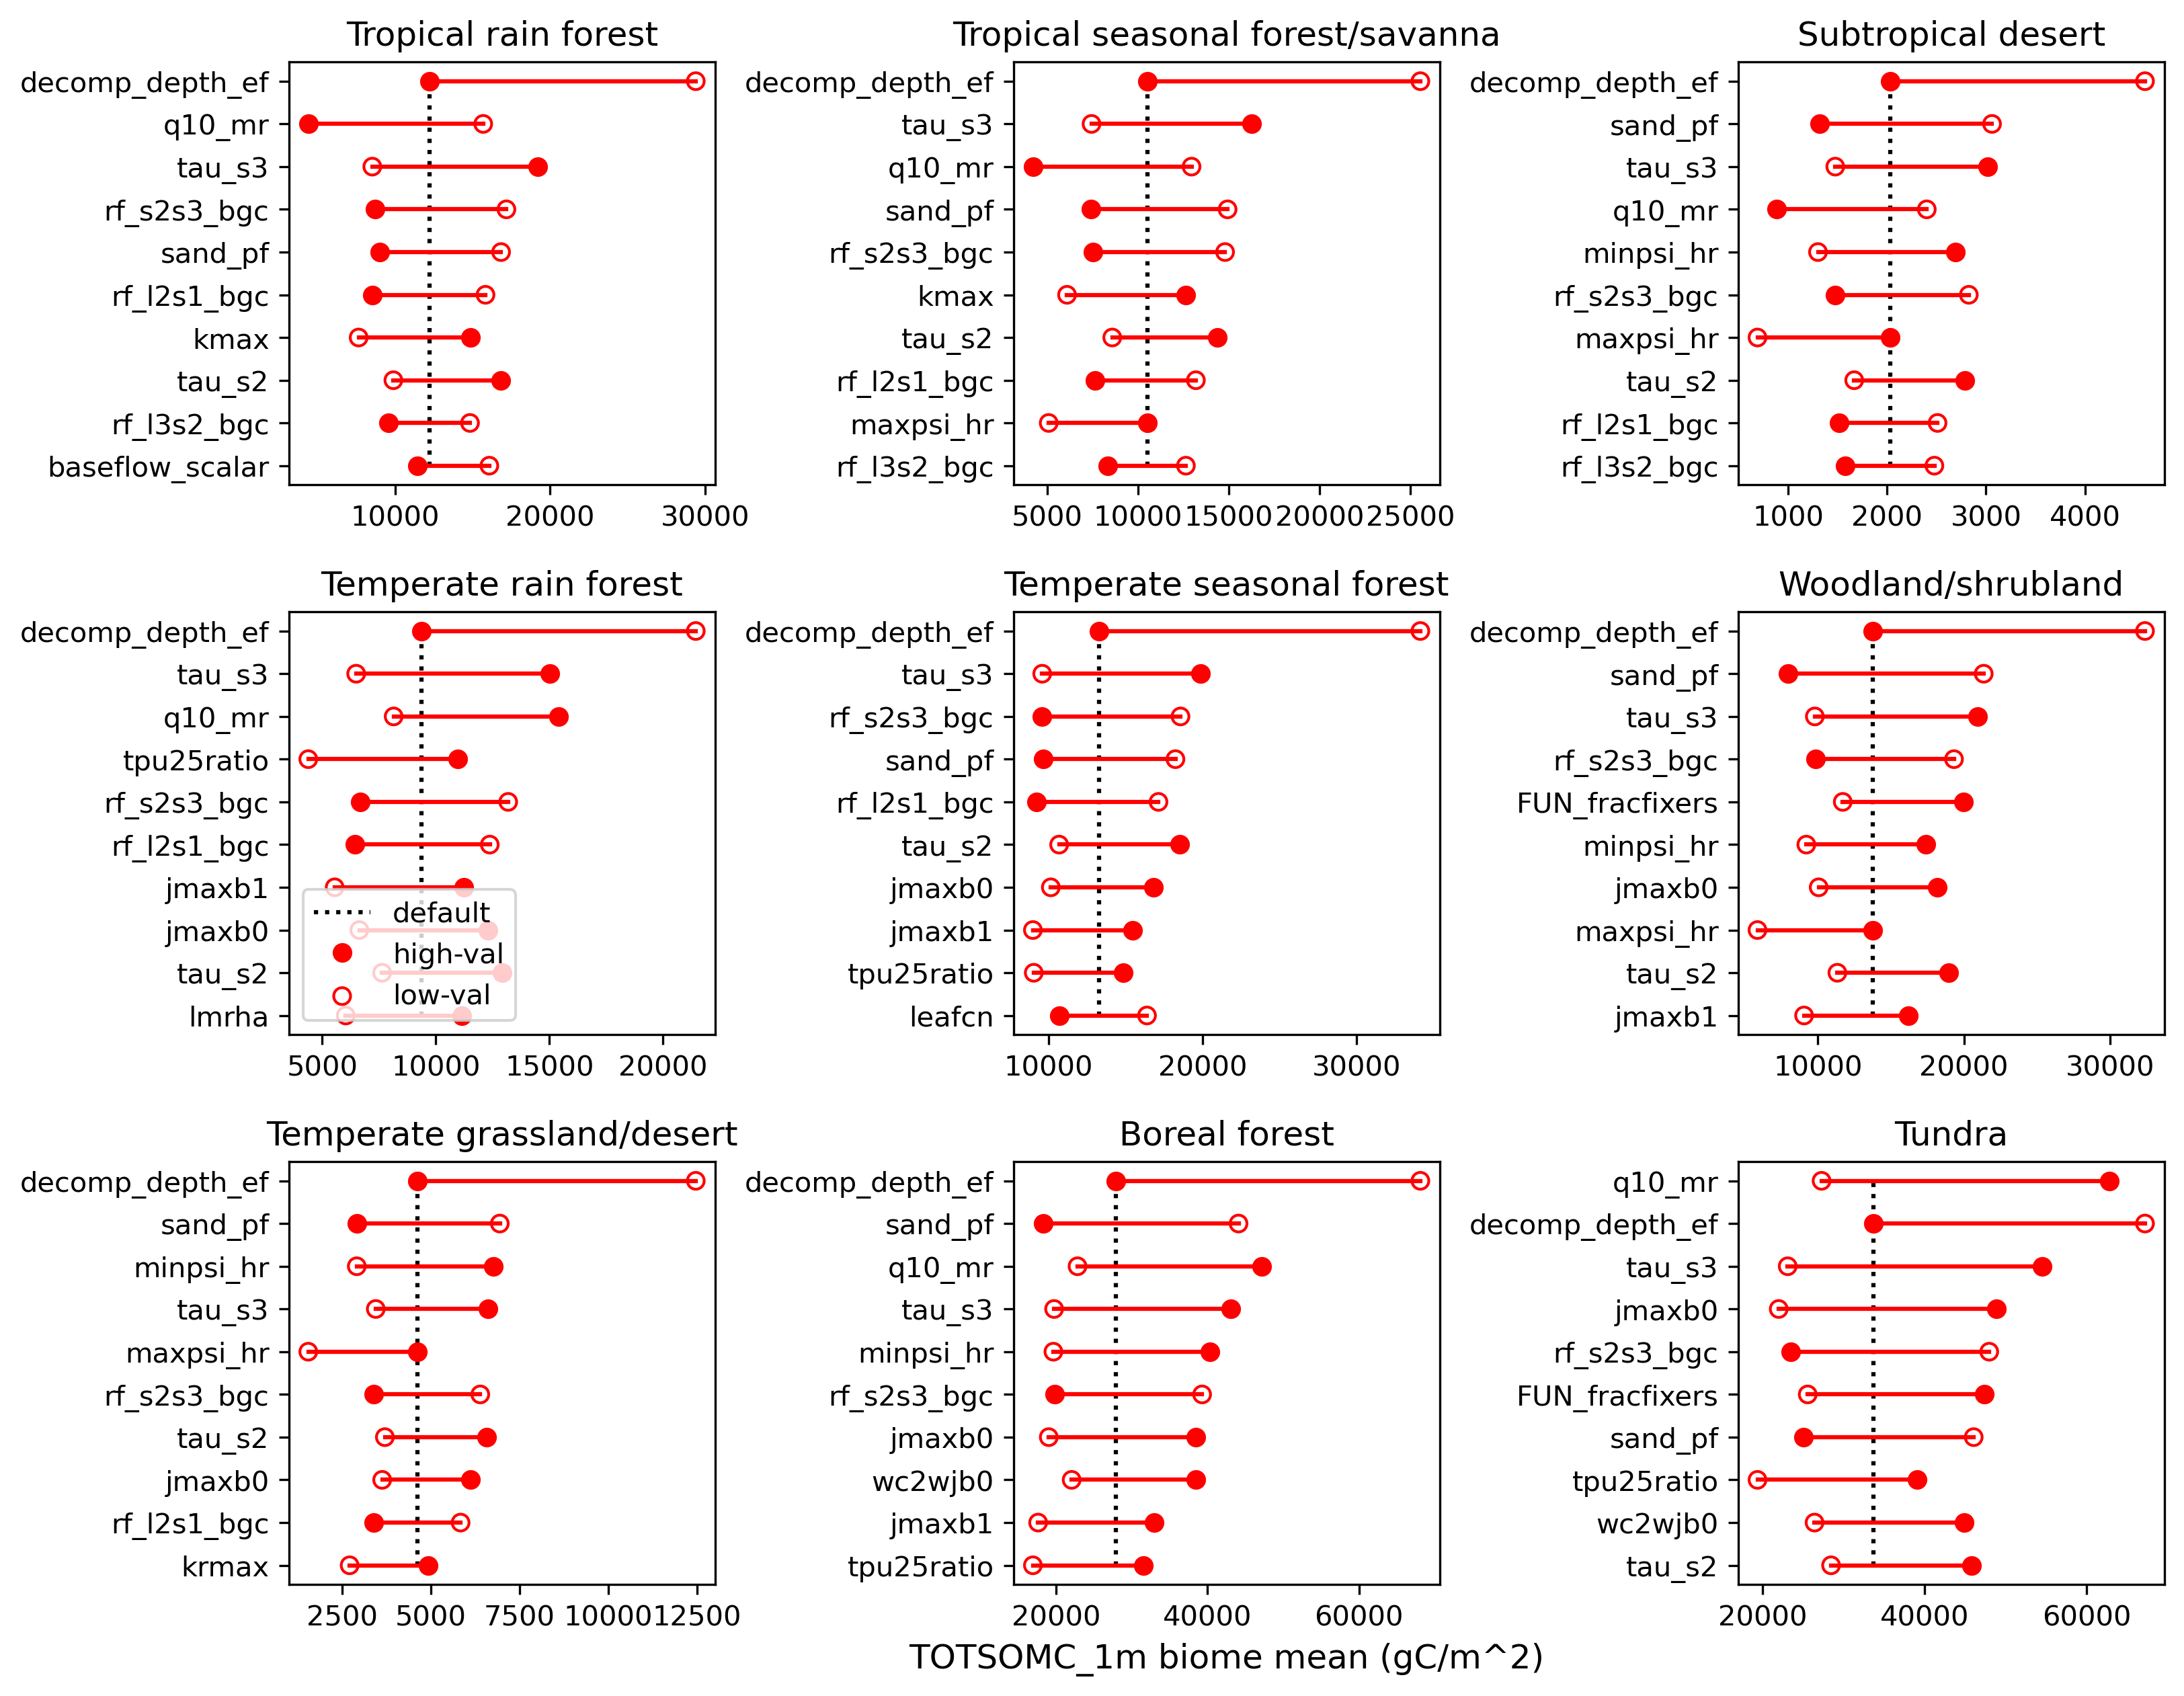 Tropical rain forest
decomp_depth_ef
q10_mr
tau_s3
rf_s2s3_bgc
sand_pf
rf_l2s1_bgc
kmax
tau_s2
rf_l3s2_bgc
baseflow_scalar
10000 20000 30000
Tropical seasonal forest/savanna
decomp_depth_ef
tau_s3
q10_mr
sand_pf
rf_s2s3_bgc
kmax
tau_s2
rf_l2s1_bgc
maxpsi_hr
rf_l3s2_bgc
5000 10000 15000 20000 25000
Subtropical desert
decomp_depth_ef
sand_pf
tau_s3
q10_mr
minpsi_hr
rf_s2s3_bgc
maxpsi_hr
tau_s2
rf_l2s1_bgc
rf_l3s2_bgc
1000 2000 3000 4000
Temperate rain forest
decomp_depth_ef
tau_s3
q10_mr
tpu25ratio
rf_s2s3_bgc
rf_l2s1_bgc
jmaxb1
jmaxb0
tau_s2
lmrha
default
high-val
low-val
5000 10000 15000 20000
Temperate seasonal forest
decomp_depth_ef
tau_s3
rf_s2s3_bgc
sand_pf
rf_l2s1_bgc
tau_s2
jmaxb0
jmaxb1
tpu25ratio
leafcn
10000 20000 30000
Woodland/shrubland
decomp_depth_ef
sand_pf
tau_s3
rf_s2s3_bgc
FUN_fracfixers
minpsi_hr
jmaxb0
maxpsi_hr
tau_s2
jmaxb1
10000 20000 30000
Temperate grassland/desert
decomp_depth_ef
sand_pf
minpsi_hr
tau_s3
maxpsi_hr
rf_s2s3_bgc
tau_s2
jmaxb0
rf_l2s1_bgc
krmax
2500 5000 7500 10000 12500
Boreal forest
decomp_depth_ef
sand_pf
q10_mr
tau_s3
minpsi_hr
rf_s2s3_bgc
jmaxb0
wc2wjb0
jmaxb1
tpu25ratio
20000 40000 60000
Tundra
q10_mr
decomp_depth_ef
tau_s3
jmaxb0
rf_s2s3_bgc
FUN_fracfixers
sand_pf
tpu25ratio
wc2wjb0
tau_s2
20000 40000 60000
TOTSOMC_1m biome mean (gC/m^2)